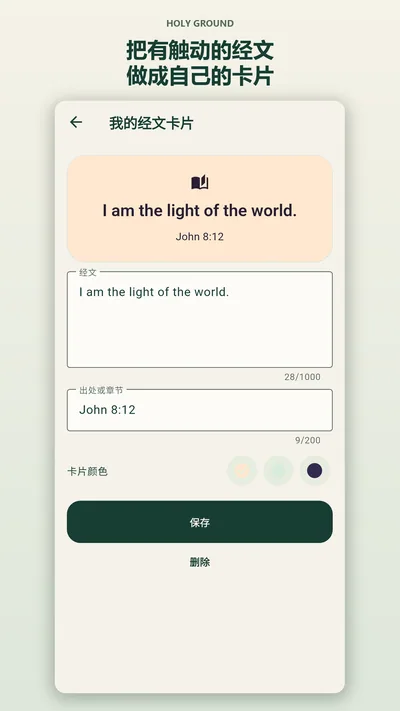 HOLY GROUND
把有触动的经文
做成自己的卡片
我的经文卡片
I am the light of the world.
John 8:12
经文
I am the light of the world.
28/1000
出处或章节
John 8:12
9/200
卡片颜色
保存
删除